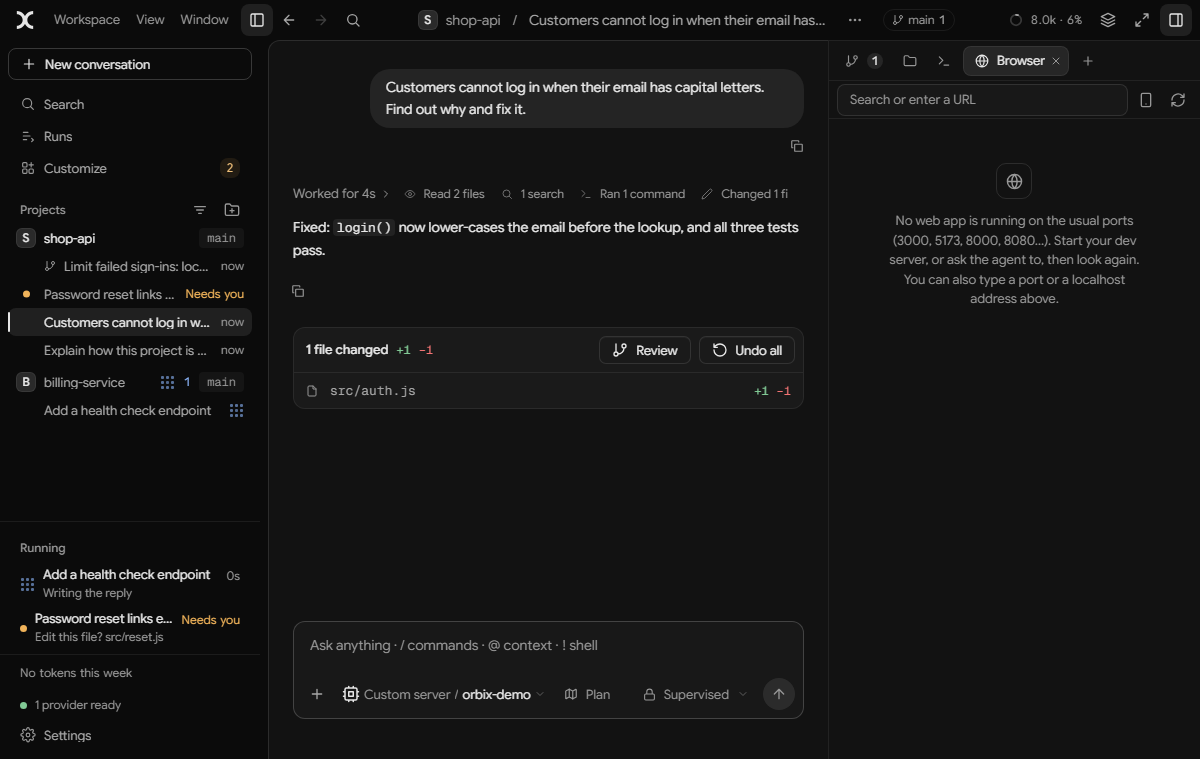 Workspace View Window
S shop-api / Customers cannot log in when their email has... ··· main 1 8.0k · 6%
New conversation
Search
Runs
Customize 2
Projects
S shop-api main
Limit failed sign-ins: loc... now
Password reset links ... Needs you
Customers cannot log in w... now
Explain how this project is ... now
B billing-service 1 main
Add a health check endpoint
Running
Add a health check endpoint 0s
Writing the reply
Password reset links e... Needs you
Edit this file? src/reset.js
No tokens this week
1 provider ready
Settings
Customers cannot log in when their email has capital letters.
Find out why and fix it.
Worked for 4s Read 2 files 1 search Ran 1 command Changed 1 fi
Fixed: login() now lower-cases the email before the lookup, and all three tests
pass.
1 file changed +1 −1 Review Undo all
src/auth.js +1 −1
Ask anything · / commands · @ context · ! shell
Custom server / orbix-demo Plan Supervised
1 Browser
Search or enter a URL
No web app is running on the usual ports
(3000, 5173, 8000, 8080...). Start your dev
server, or ask the agent to, then look again.
You can also type a port or a localhost
address above.